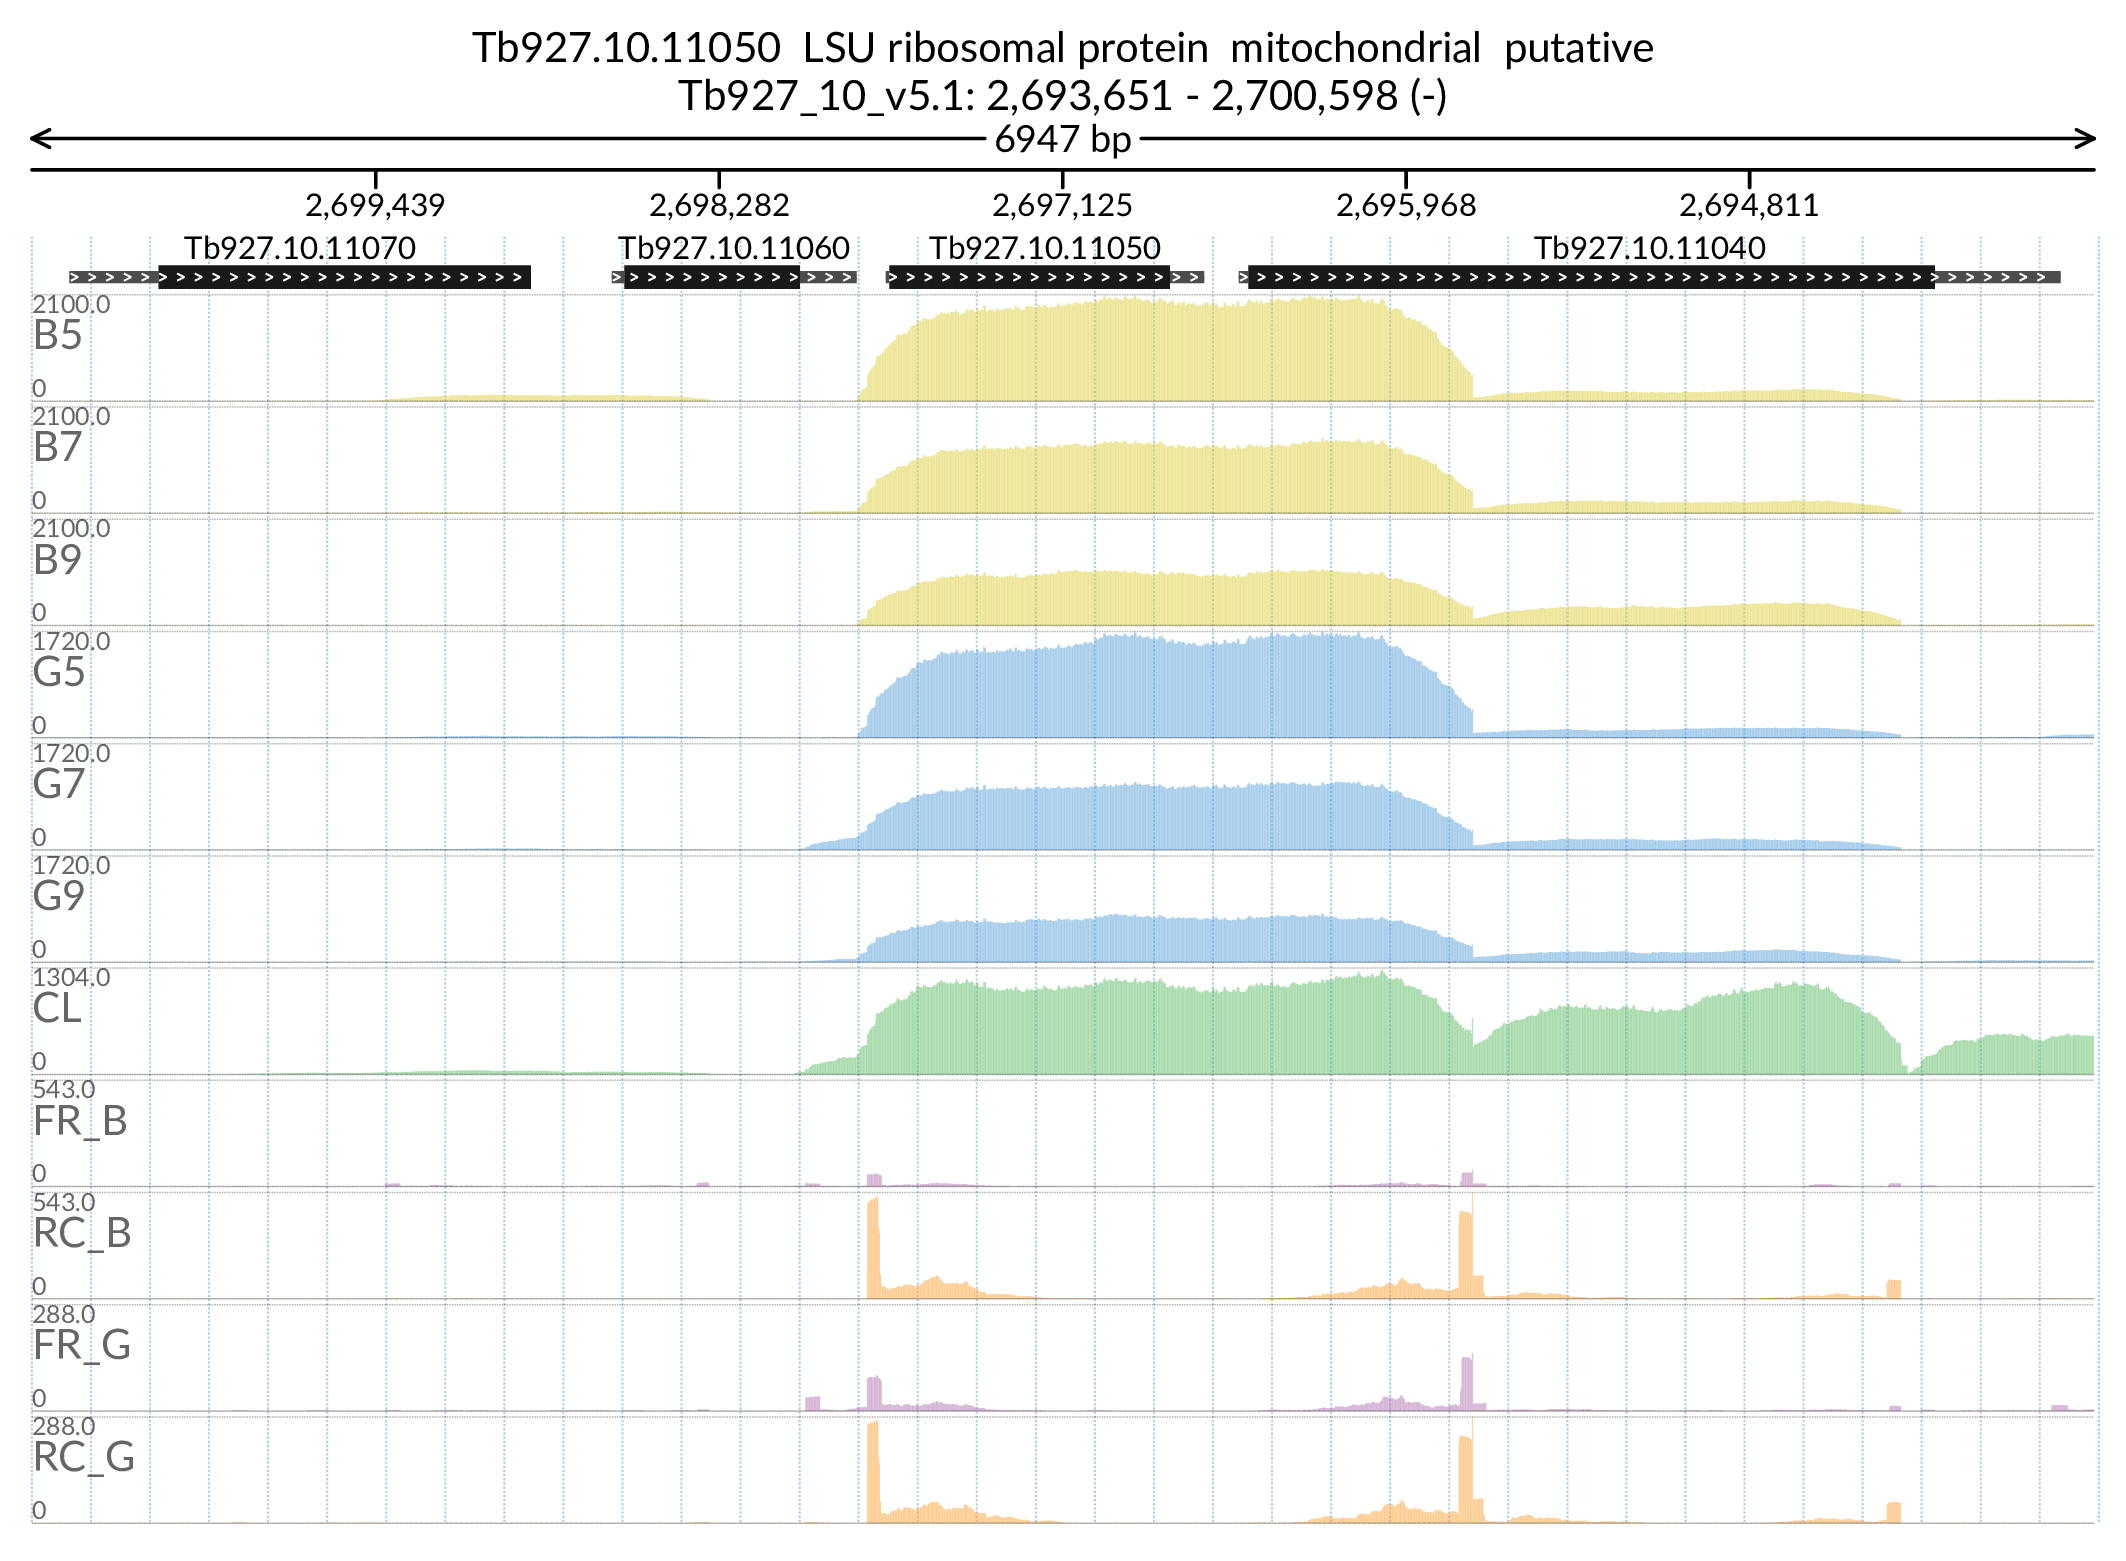 Tb927.10.11050 LSU ribosomal protein mitochondrial putative
Tb927_10_v5.1: 2,693,651 - 2,700,598 (-)
6947 bp
2,699,439 2,698,282 2,697,125 2,695,968 2,694,811
Tb927.10.11070 Tb927.10.11060 Tb927.10.11050 Tb927.10.11040
2100.0
B5
0
2100.0
B7
0
2100.0
B9
0
1720.0
G5
0
1720.0
G7
0
1720.0
G9
0
1304.0
CL
0
543.0
FR_B
0
543.0
RC_B
0
288.0
FR_G
0
288.0
RC_G
0